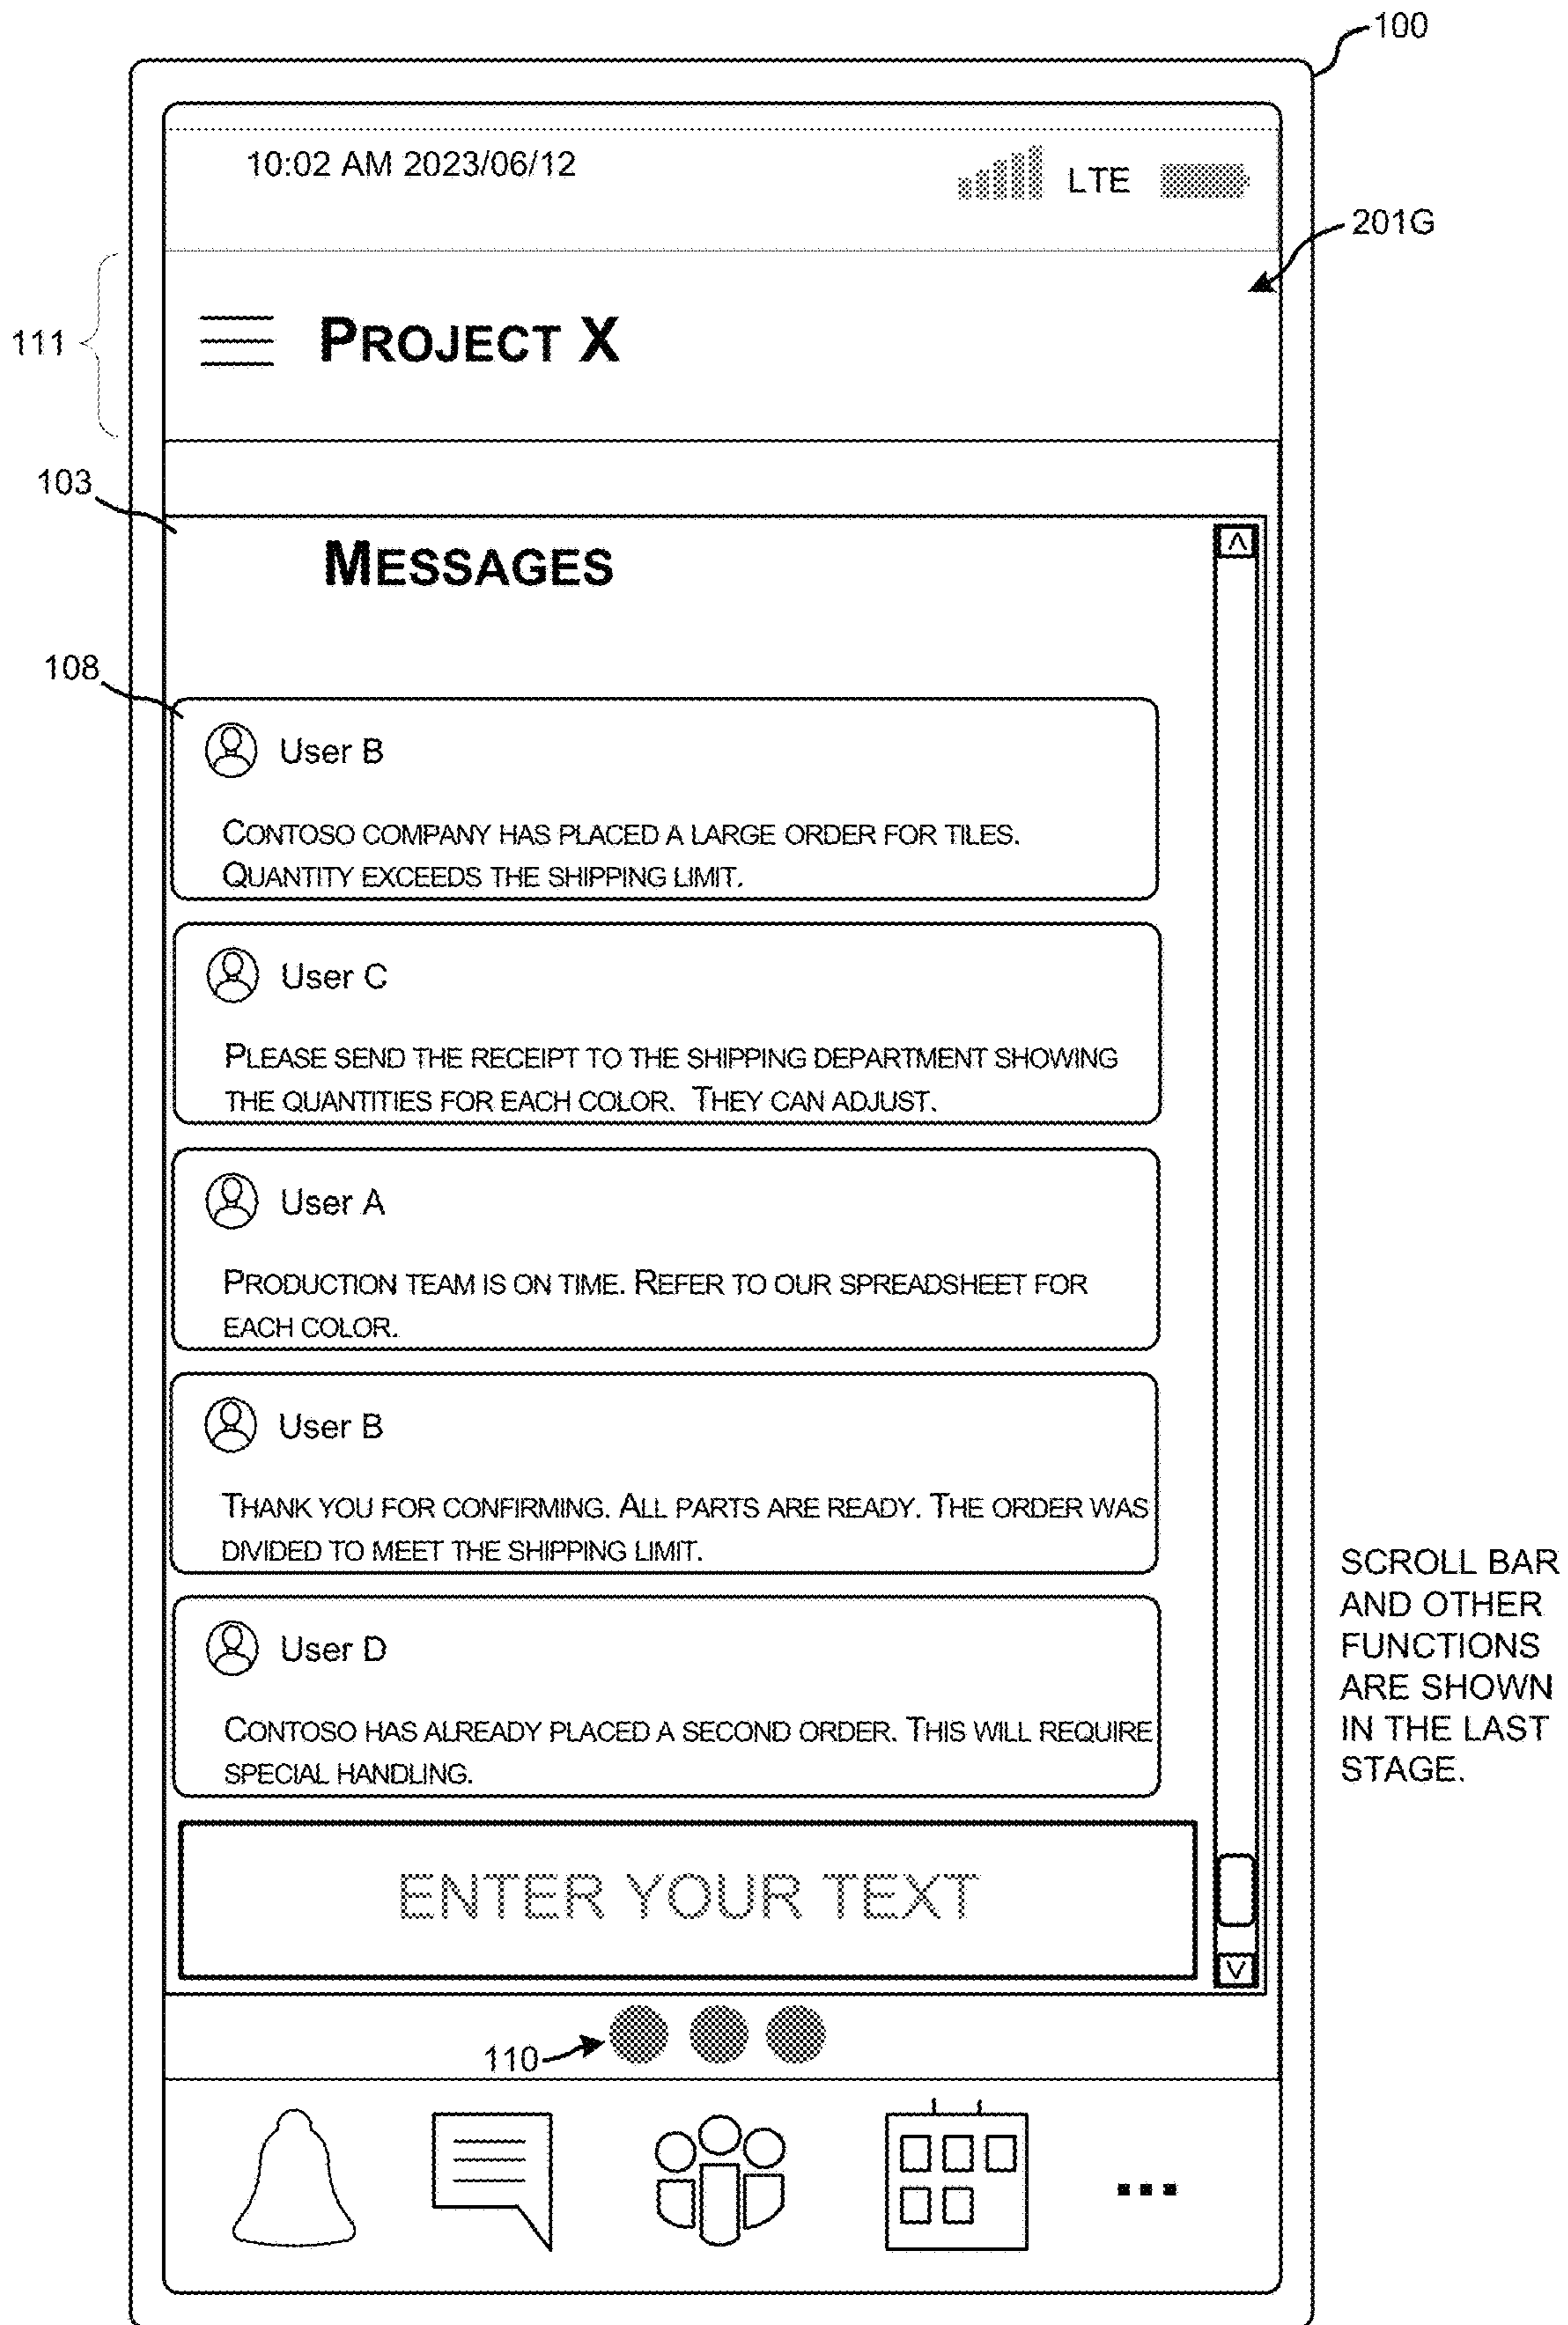 100
10:02 AM 2023/06/12
LTE
201G
111
PROJECT X
103
MESSAGES
108
User B
CONTOSO COMPANY HAS PLACED A LARGE ORDER FOR TILES.
QUANTITY EXCEEDS THE SHIPPING LIMIT.
User C
PLEASE SEND THE RECEIPT TO THE SHIPPING DEPARTMENT SHOWING
THE QUANTITIES FOR EACH COLOR. THEY CAN ADJUST.
User A
PRODUCTION TEAM IS ON TIME. REFER TO OUR SPREADSHEET FOR
EACH COLOR.
User B
THANK YOU FOR CONFIRMING. ALL PARTS ARE READY. THE ORDER WAS
DIVIDED TO MEET THE SHIPPING LIMIT.
User D
CONTOSO HAS ALREADY PLACED A SECOND ORDER. THIS WILL REQUIRE
SPECIAL HANDLING.
SCROLL BAR
AND OTHER
FUNCTIONS
ARE SHOWN
IN THE LAST
STAGE.
ENTER YOUR TEXT
110